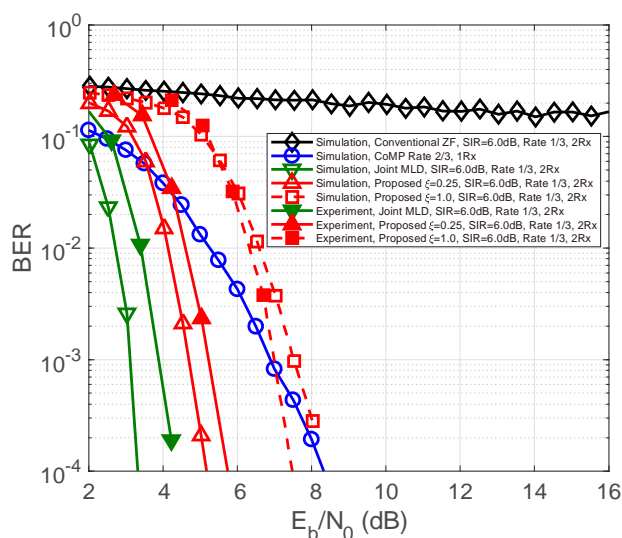 10^0
10^-1
10^-2
10^-3
10^-4
BER
Simulation, Conventional ZF, SIR=6.0dB, Rate 1/3, 2Rx
Simulation, CoMP Rate 2/3, 1Rx
Simulation, Joint MLD, SIR=6.0dB, Rate 1/3, 2Rx
Simulation, Proposed ξ=0.25, SIR=6.0dB, Rate 1/3, 2Rx
Simulation, Proposed ξ=1.0, SIR=6.0dB, Rate 1/3, 2Rx
Experiment, Joint MLD, SIR=6.0dB, Rate 1/3, 2Rx
Experiment, Proposed ξ=0.25, SIR=6.0dB, Rate 1/3, 2Rx
Experiment, Proposed ξ=1.0, SIR=6.0dB, Rate 1/3, 2Rx
2 4 6 8 10 12 14 16
E_b/N_0 (dB)